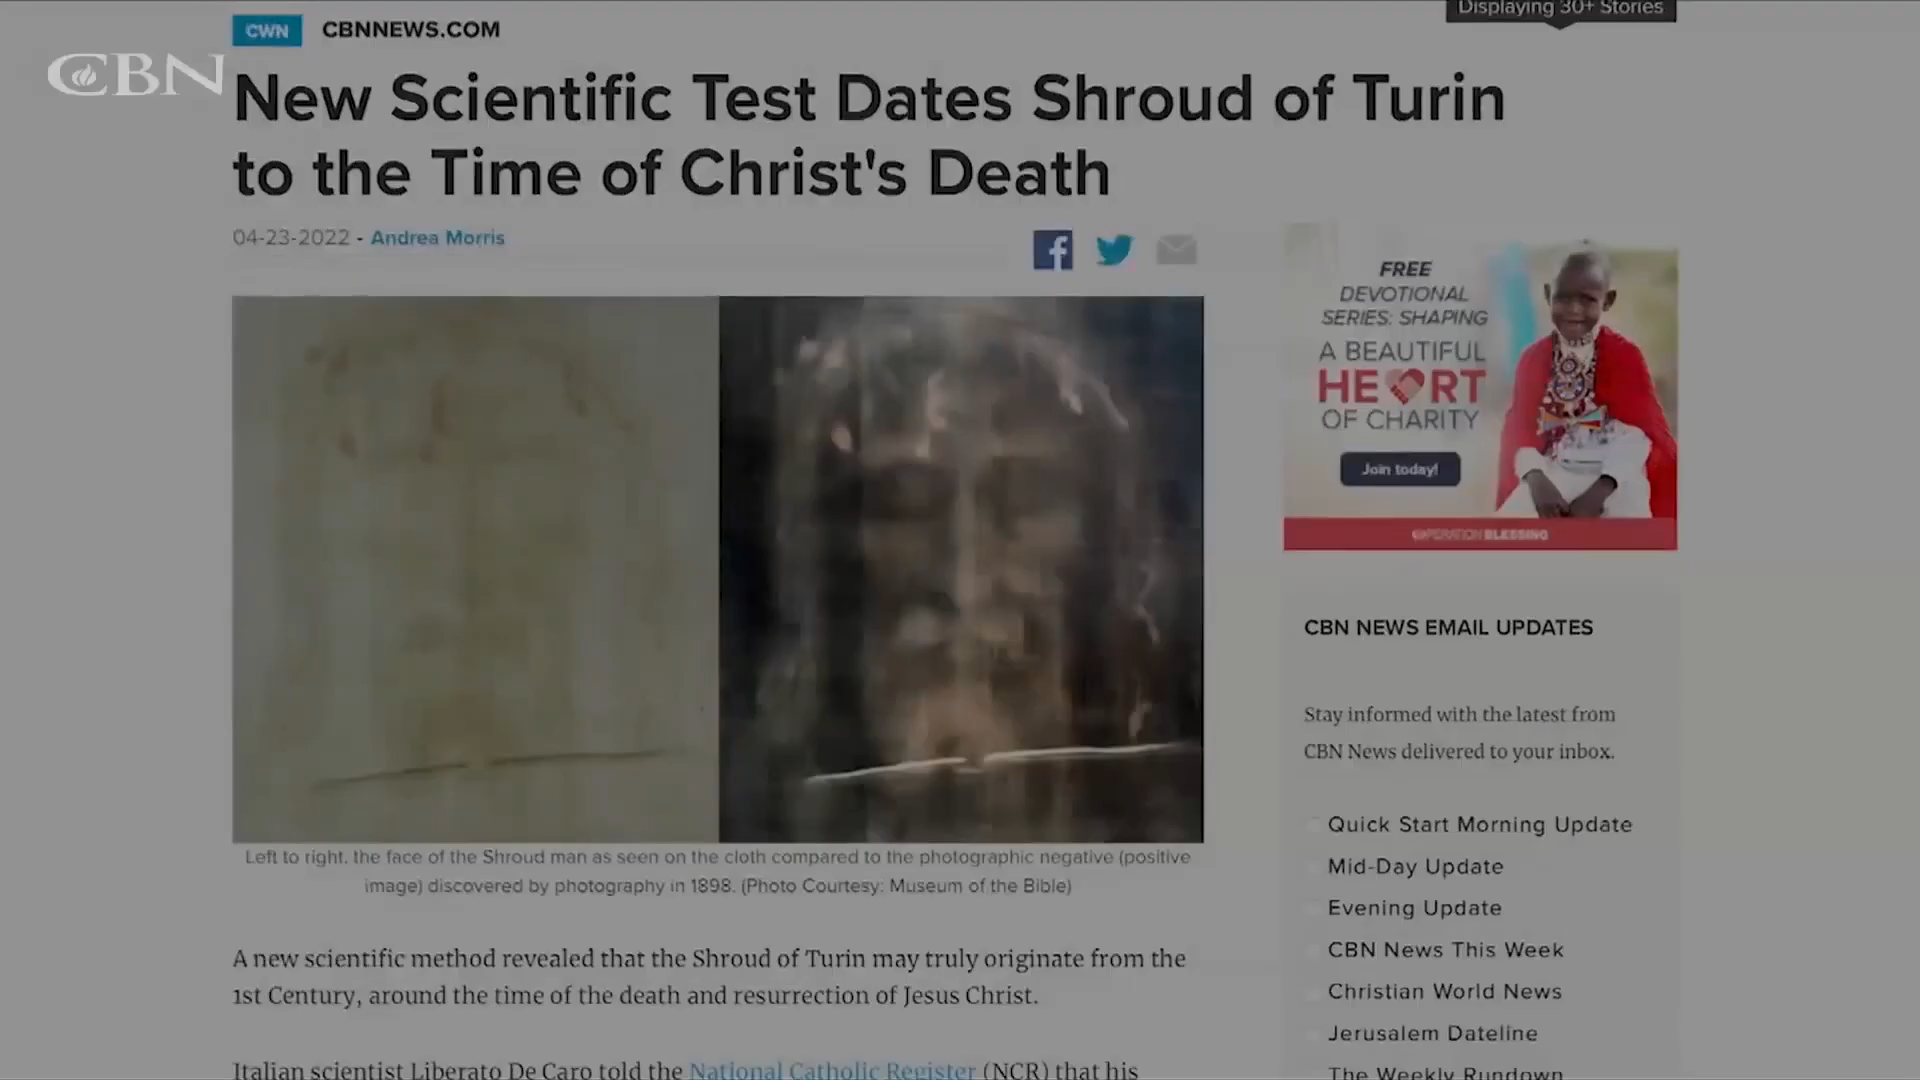 Displaying 30+ Stories
CWN CBNNEWS.COM
CBN
New Scientific Test Dates Shroud of Turin
to the Time of Christ's Death
04-23-2022 - Andrea Morris
FREE
DEVOTIONAL
SERIES: SHAPING
A BEAUTIFUL
HEART
OF CHARITY
Join today!
OPERATION BLESSING
Left to right, the face of the Shroud man as seen on the cloth compared to the photographic negative (positive
image) discovered by photography in 1898. (Photo Courtesy: Museum of the Bible)
A new scientific method revealed that the Shroud of Turin may truly originate from the
1st Century, around the time of the death and resurrection of Jesus Christ.
Italian scientist Liberato De Caro told the National Catholic Register (NCR) that his
CBN NEWS EMAIL UPDATES
Stay informed with the latest from
CBN News delivered to your inbox.
Quick Start Morning Update
Mid-Day Update
Evening Update
CBN News This Week
Christian World News
Jerusalem Dateline
The Weekly Rundown